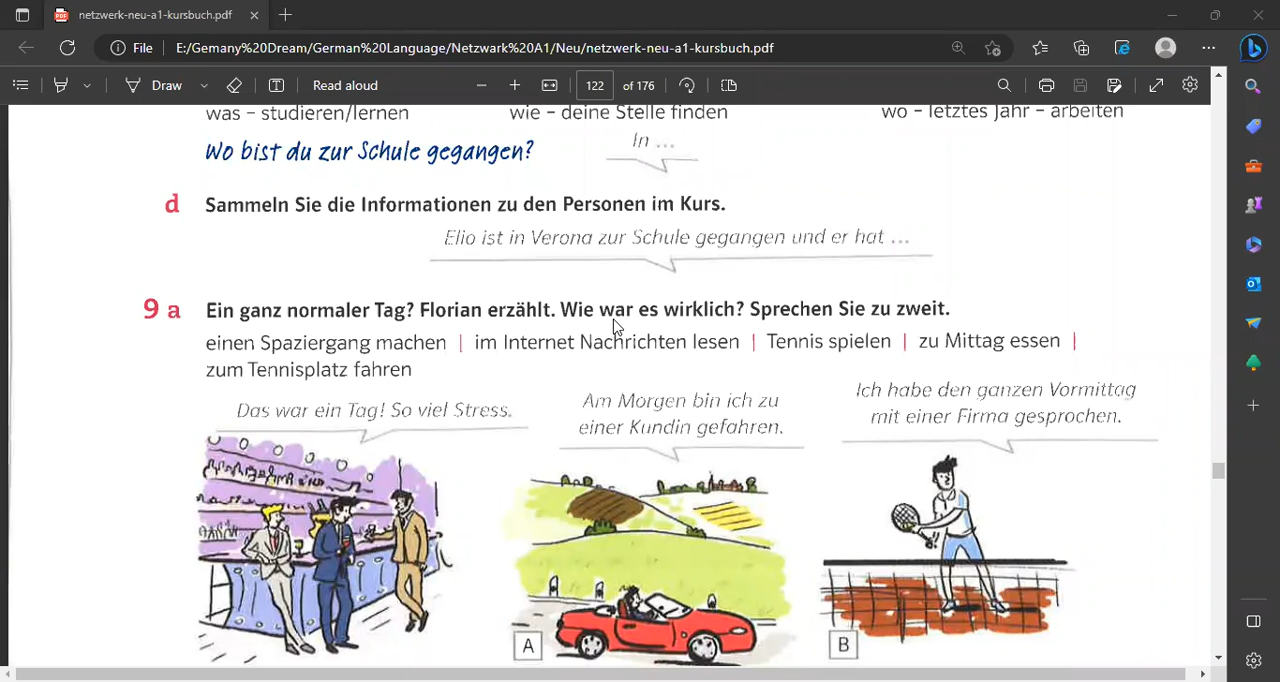 netzwerk-neu-a1-kursbuch.pdf
File
E:/Gemany%20Dream/German%20Language/Netzwark%20A1/Neu/netzwerk-neu-a1-kursbuch.pdf
Draw
Read aloud
122 of 176
was – studieren/lernen
wie – deine Stelle finden
wo – letztes Jahr – arbeiten
Wo bist du zur Schule gegangen?
In ...
d Sammeln Sie die Informationen zu den Personen im Kurs.
Elio ist in Verona zur Schule gegangen und er hat ...
9 a Ein ganz normaler Tag? Florian erzählt. Wie war es wirklich? Sprechen Sie zu zweit.
einen Spaziergang machen | im Internet Nachrichten lesen | Tennis spielen | zu Mittag essen |
zum Tennisplatz fahren
Das war ein Tag! So viel Stress.
Am Morgen bin ich zu
einer Kundin gefahren.
Ich habe den ganzen Vormittag
mit einer Firma gesprochen.
A
B